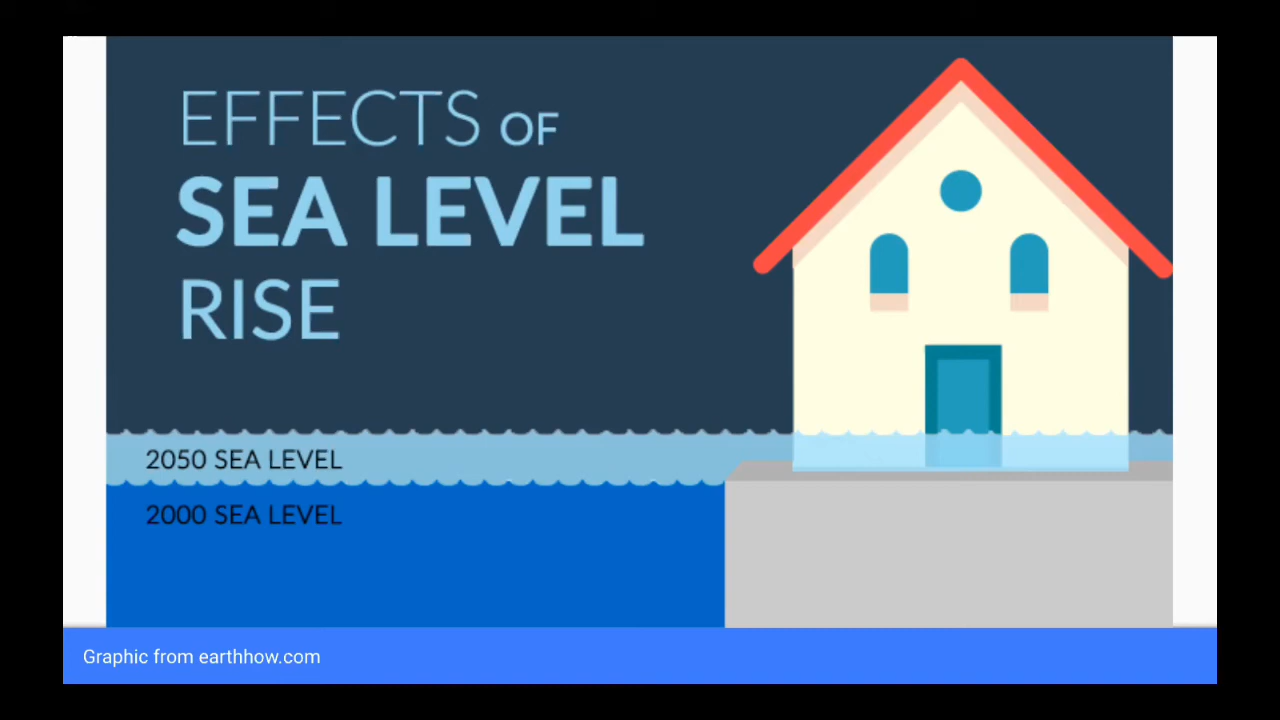 EFFECTS OF
SEA LEVEL
RISE
2050 SEA LEVEL
2000 SEA LEVEL
Graphic from earthhow.com